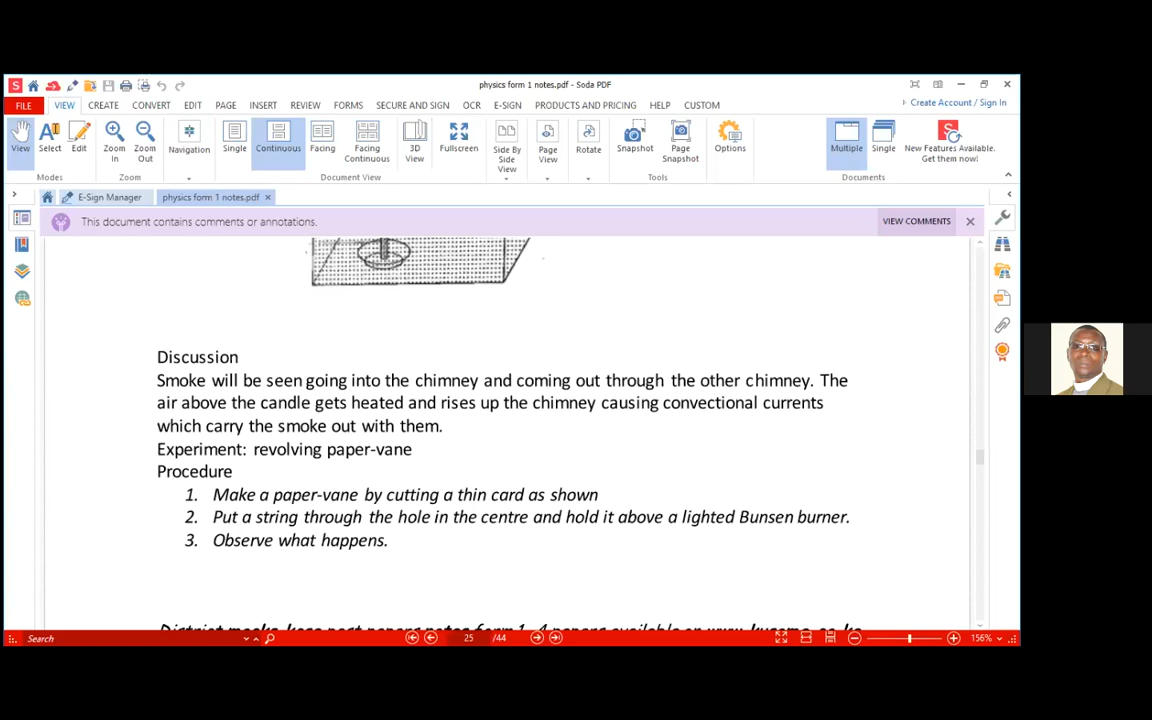 physics form 1 notes.pdf - Soda PDF
FILE VIEW CREATE CONVERT EDIT PAGE INSERT REVIEW FORMS SECURE AND SIGN OCR E-SIGN PRODUCTS AND PRICING HELP CUSTOM
Create Account / Sign In
View Select Edit Zoom In Zoom Out Navigation Single Continuous Facing Facing Continuous 3D View Fullscreen Side By Side View Page View Rotate Snapshot Page Snapshot Options Multiple Single New Features Available. Get them now!
Modes Zoom Document View Tools Documents
E-Sign Manager physics form 1 notes.pdf
This document contains comments or annotations. VIEW COMMENTS
Discussion
Smoke will be seen going into the chimney and coming out through the other chimney. The
air above the candle gets heated and rises up the chimney causing convectional currents
which carry the smoke out with them.
Experiment: revolving paper-vane
Procedure
1. Make a paper-vane by cutting a thin card as shown
2. Put a string through the hole in the centre and hold it above a lighted Bunsen burner.
3. Observe what happens.
Search 25 /44 156%